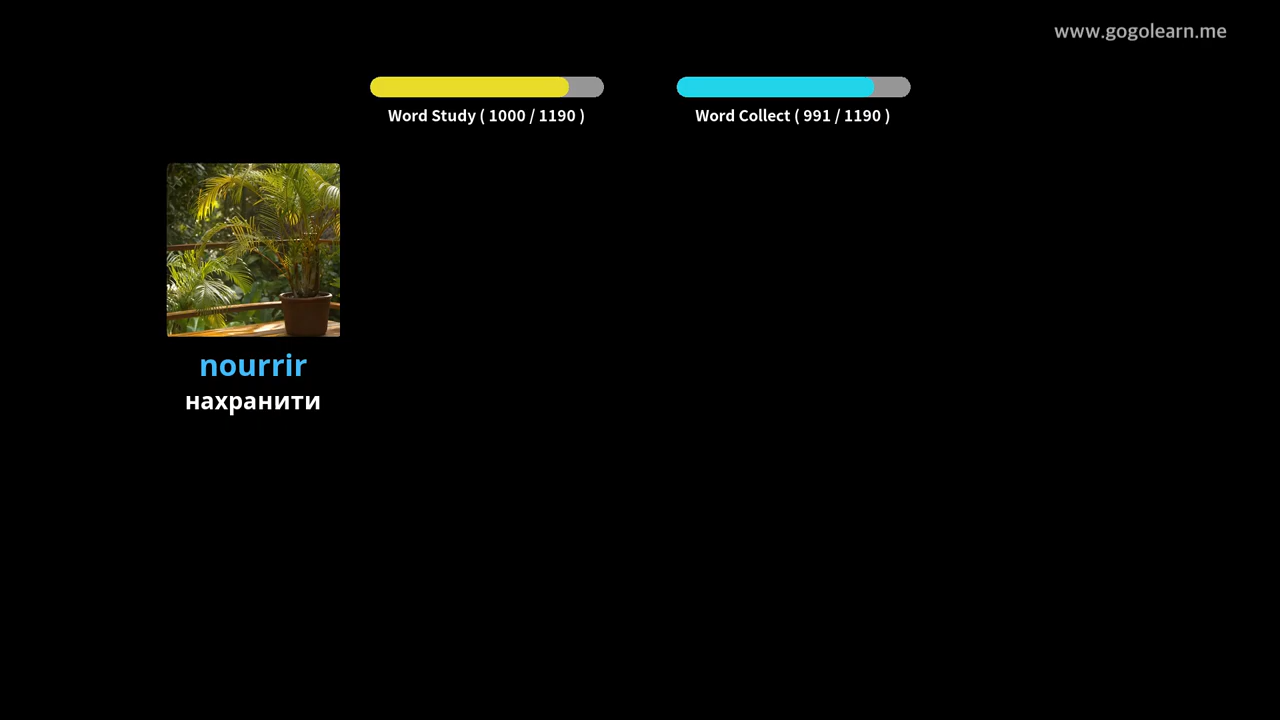 www.gogolearn.me
Word Study ( 1000 / 1190 )
Word Collect ( 991 / 1190 )
nourrir
нахранити